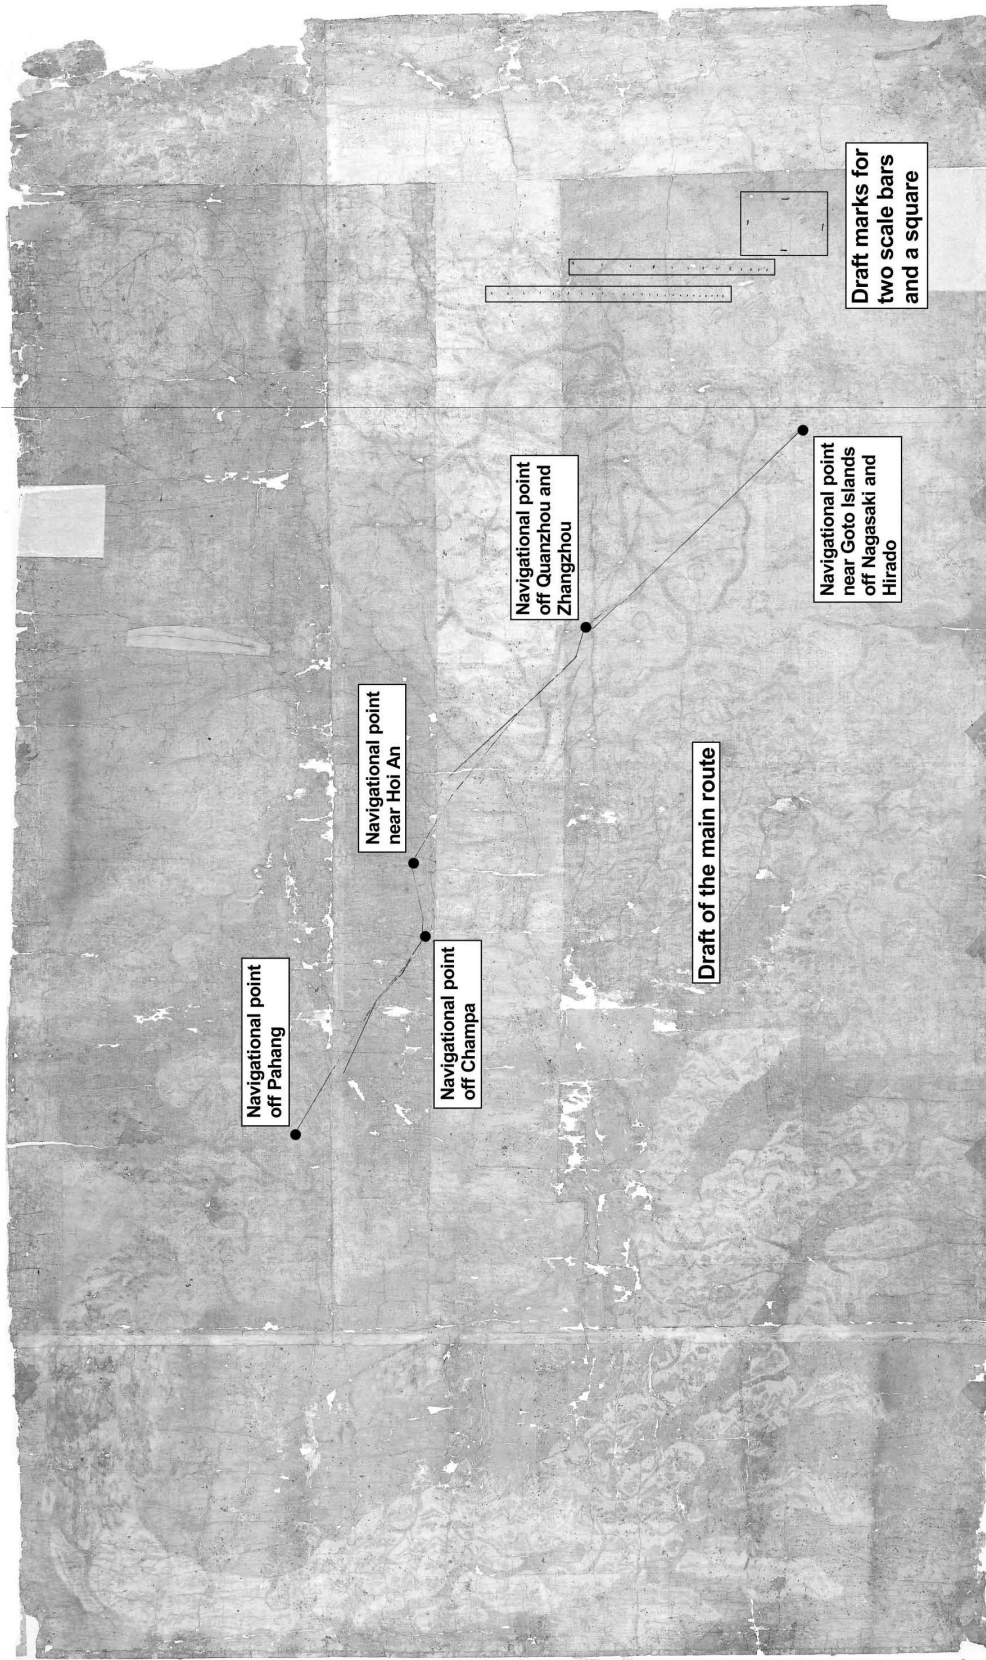 Navigational point
off Pahang
Navigational point
near Hoi An
Navigational point
off Champa
Navigational point
off Quanzhou and
Zhangzhou
Draft of the main route
Navigational point
near Goto Islands
off Nagasaki and
Hirado
Draft marks for
two scale bars
and a square